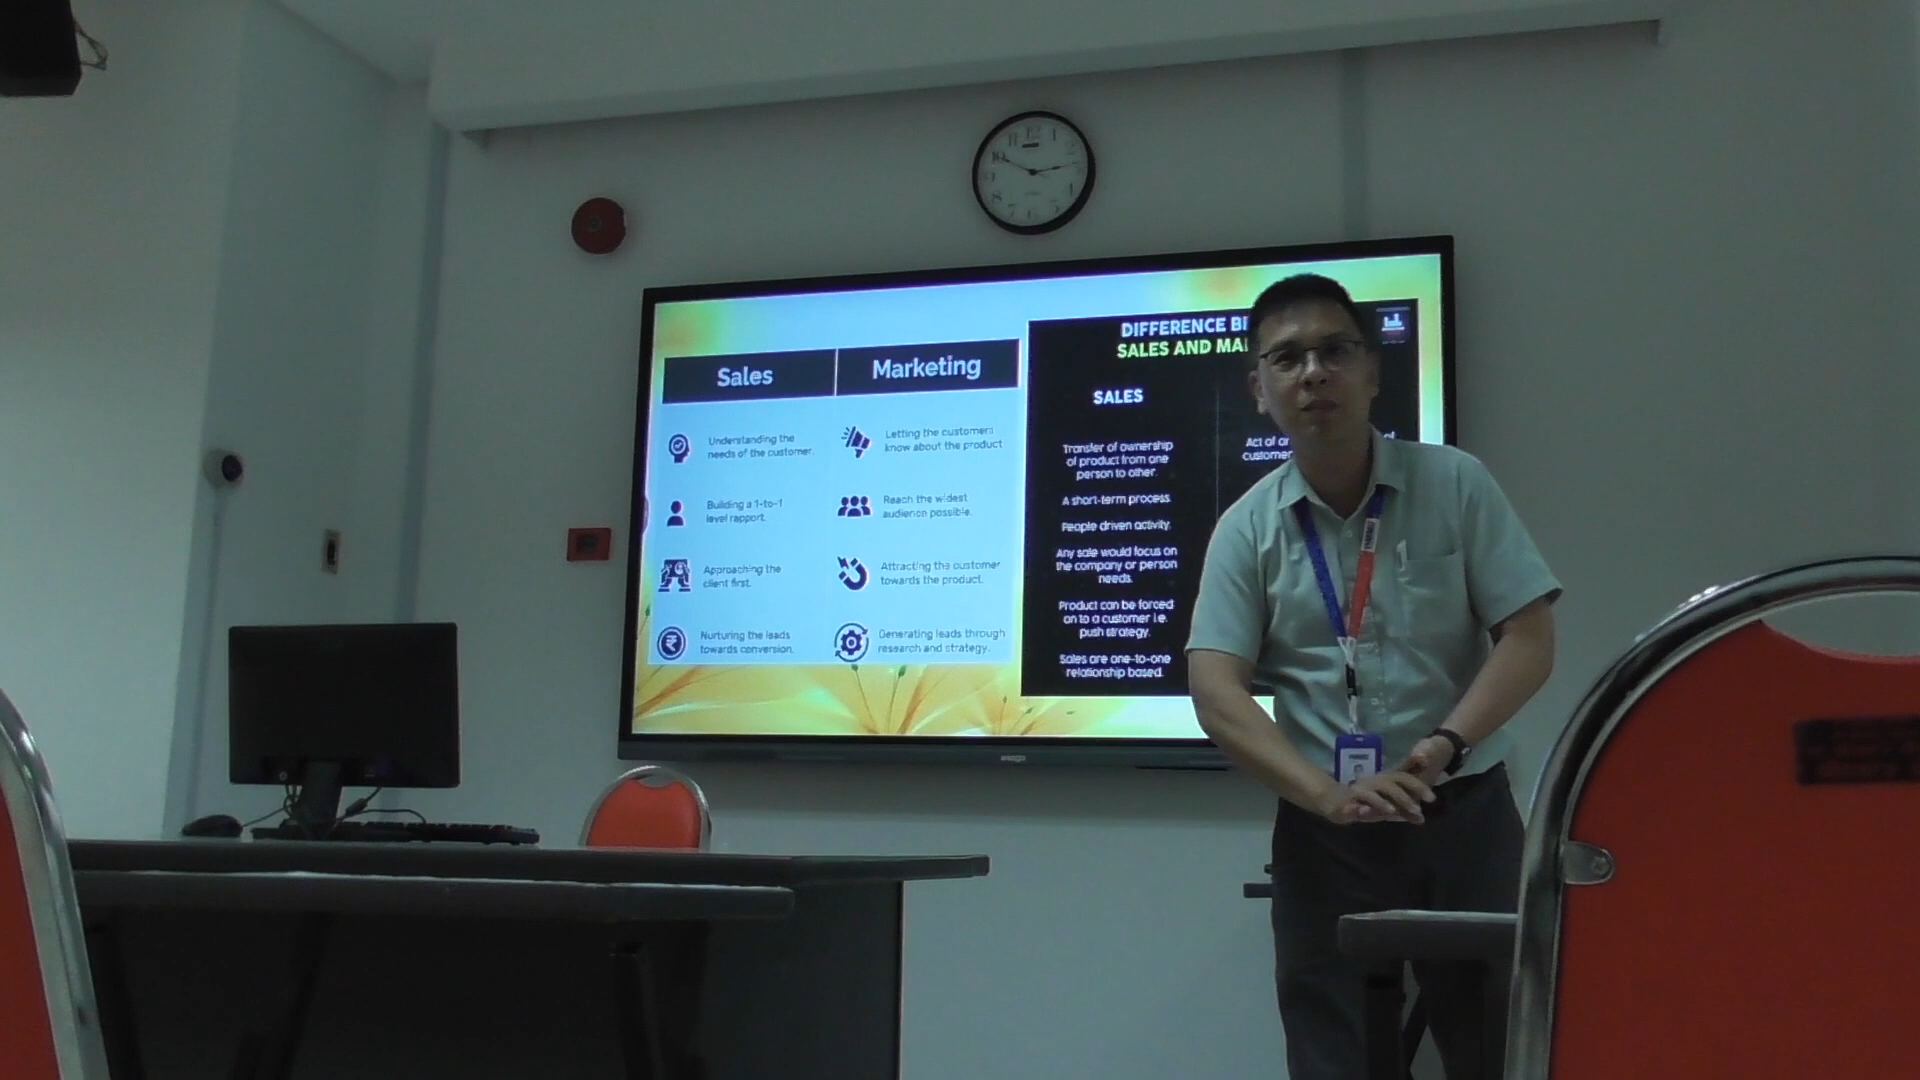 Sales
Marketing
Understanding the
needs of the customer.
Letting the customers
know about the product
Building a 1-to-1
level rapport.
Reach the widest
audience possible.
Approaching the
client first.
Attracting the customer
towards the product.
Nurturing the leads
towards conversion.
Generating leads through
research and strategy.
DIFFERENCE
SALES AND
SALES
Transfer of ownership
of product from one
person to other.
A short-term process.
People driven activity.
Any sale would focus on
the company or person
needs.
Product can be forced
on to a customer i.e.
push strategy.
Sales are one-to-one
relationship based.
Act of
customer